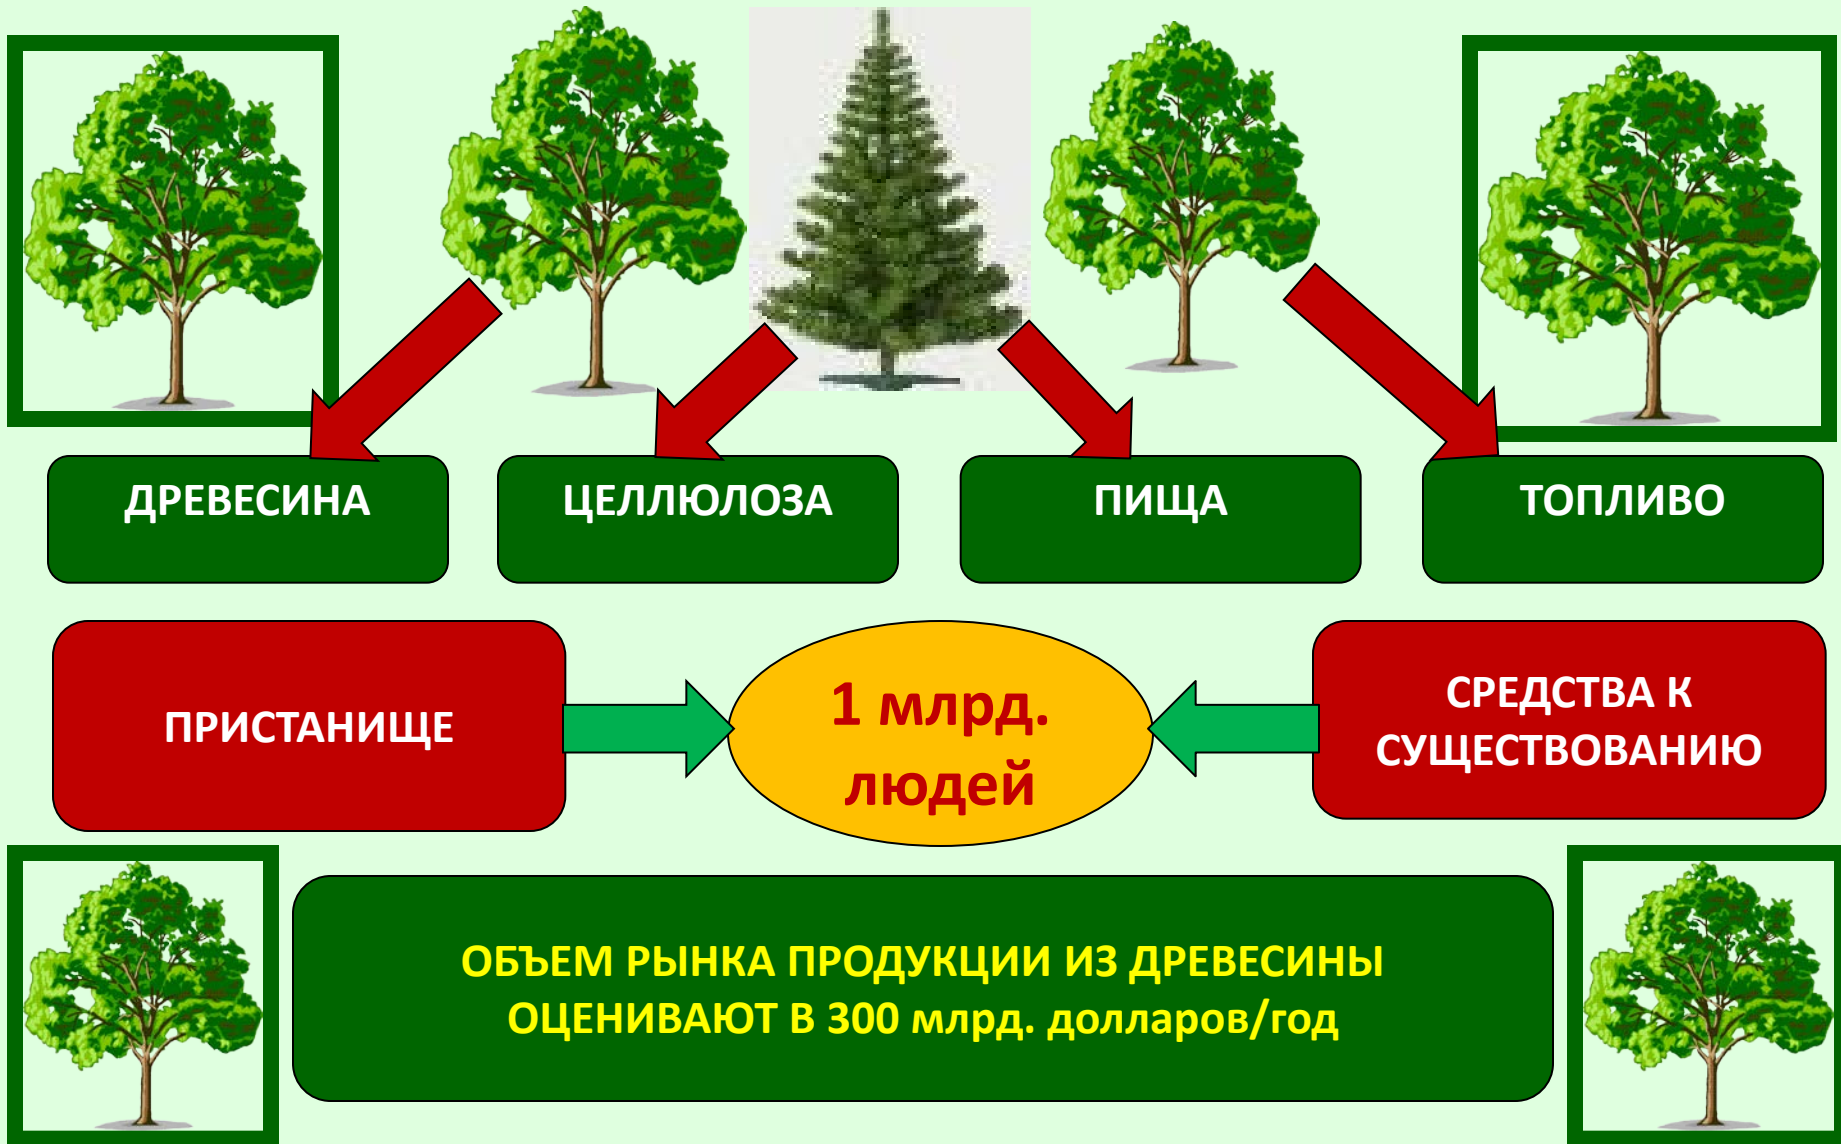 ДРЕВЕСИНА
ЦЕЛЛЮЛОЗА
ПИЩА
ТОПЛИВО
ПРИСТАНИЩЕ
1 млрд.
людей
СРЕДСТВА К
СУЩЕСТВОВАНИЮ
ОБЪЕМ РЫНКА ПРОДУКЦИИ ИЗ ДРЕВЕСИНЫ
ОЦЕНИВАЮТ В 300 млрд. долларов/год